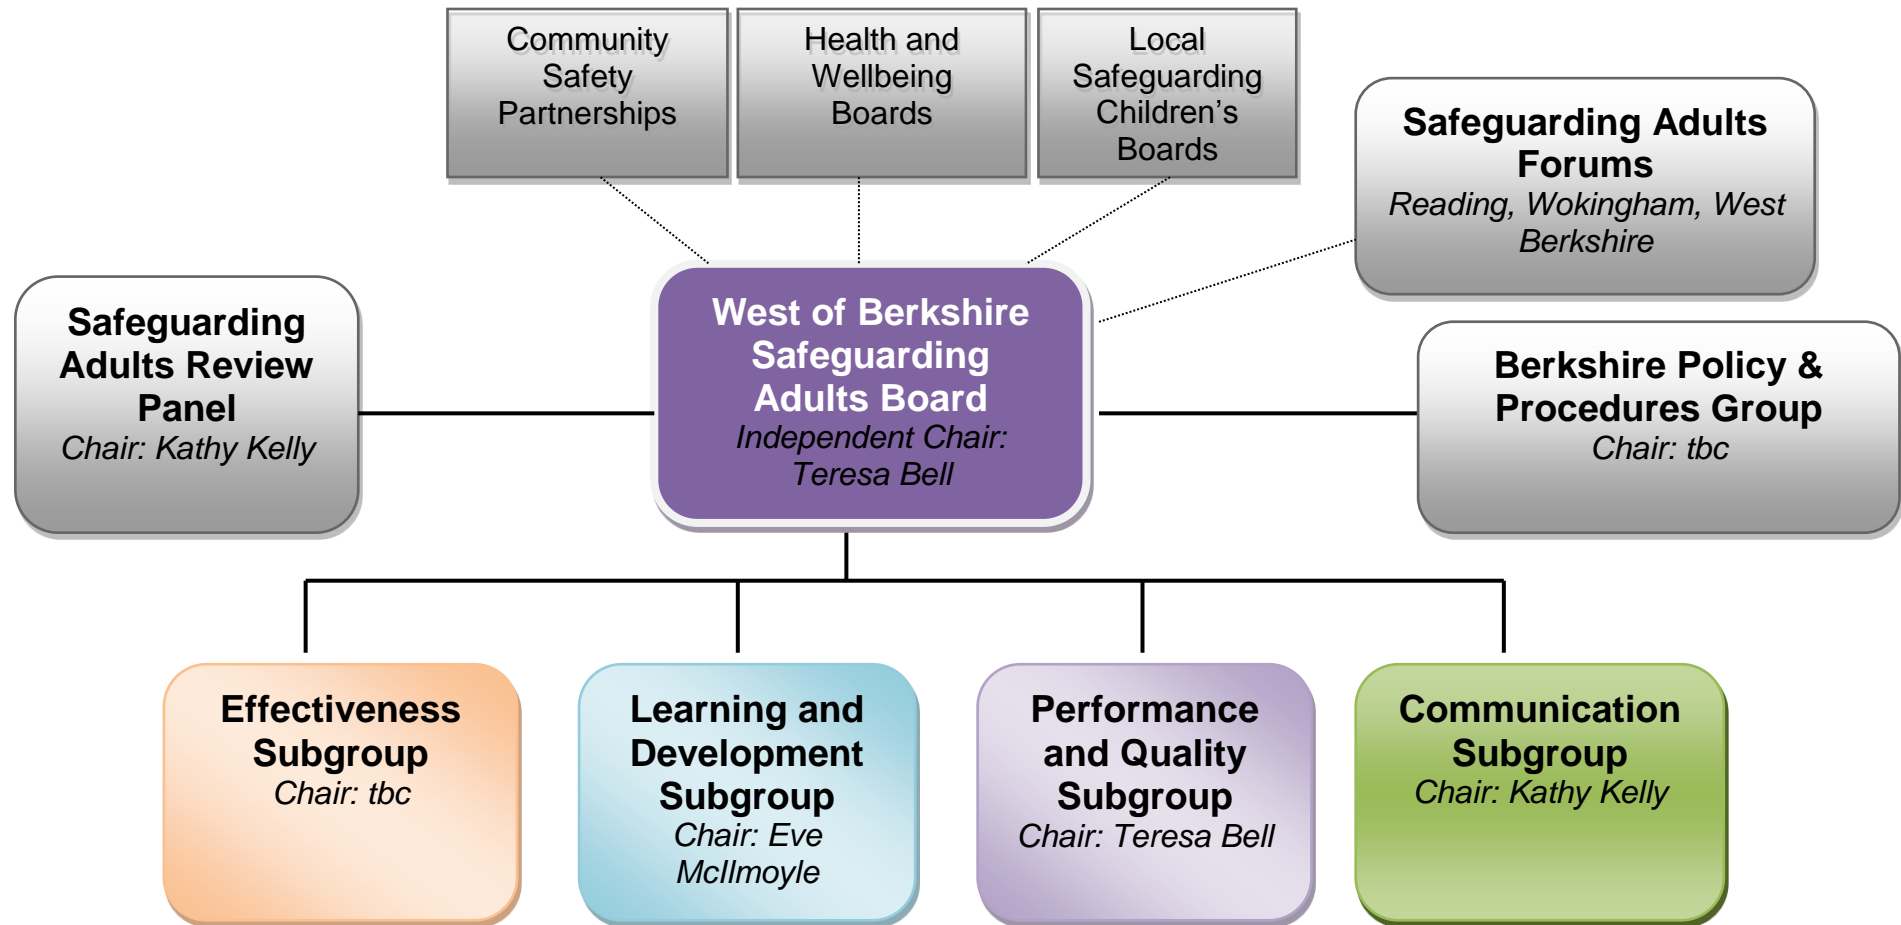 Community
Safety
Partnerships
Health and
Wellbeing
Boards
Local
Safeguarding
Children’s
Boards
Safeguarding Adults
Forums
Reading, Wokingham, West
Berkshire
Safeguarding
Adults Review
Panel
Chair: Kathy Kelly
West of Berkshire
Safeguarding
Adults Board
Independent Chair:
Teresa Bell
Berkshire Policy &
Procedures Group
Chair: tbc
Effectiveness
Subgroup
Chair: tbc
Learning and
Development
Subgroup
Chair: Eve
McIlmoyle
Performance
and Quality
Subgroup
Chair: Teresa Bell
Communication
Subgroup
Chair: Kathy Kelly